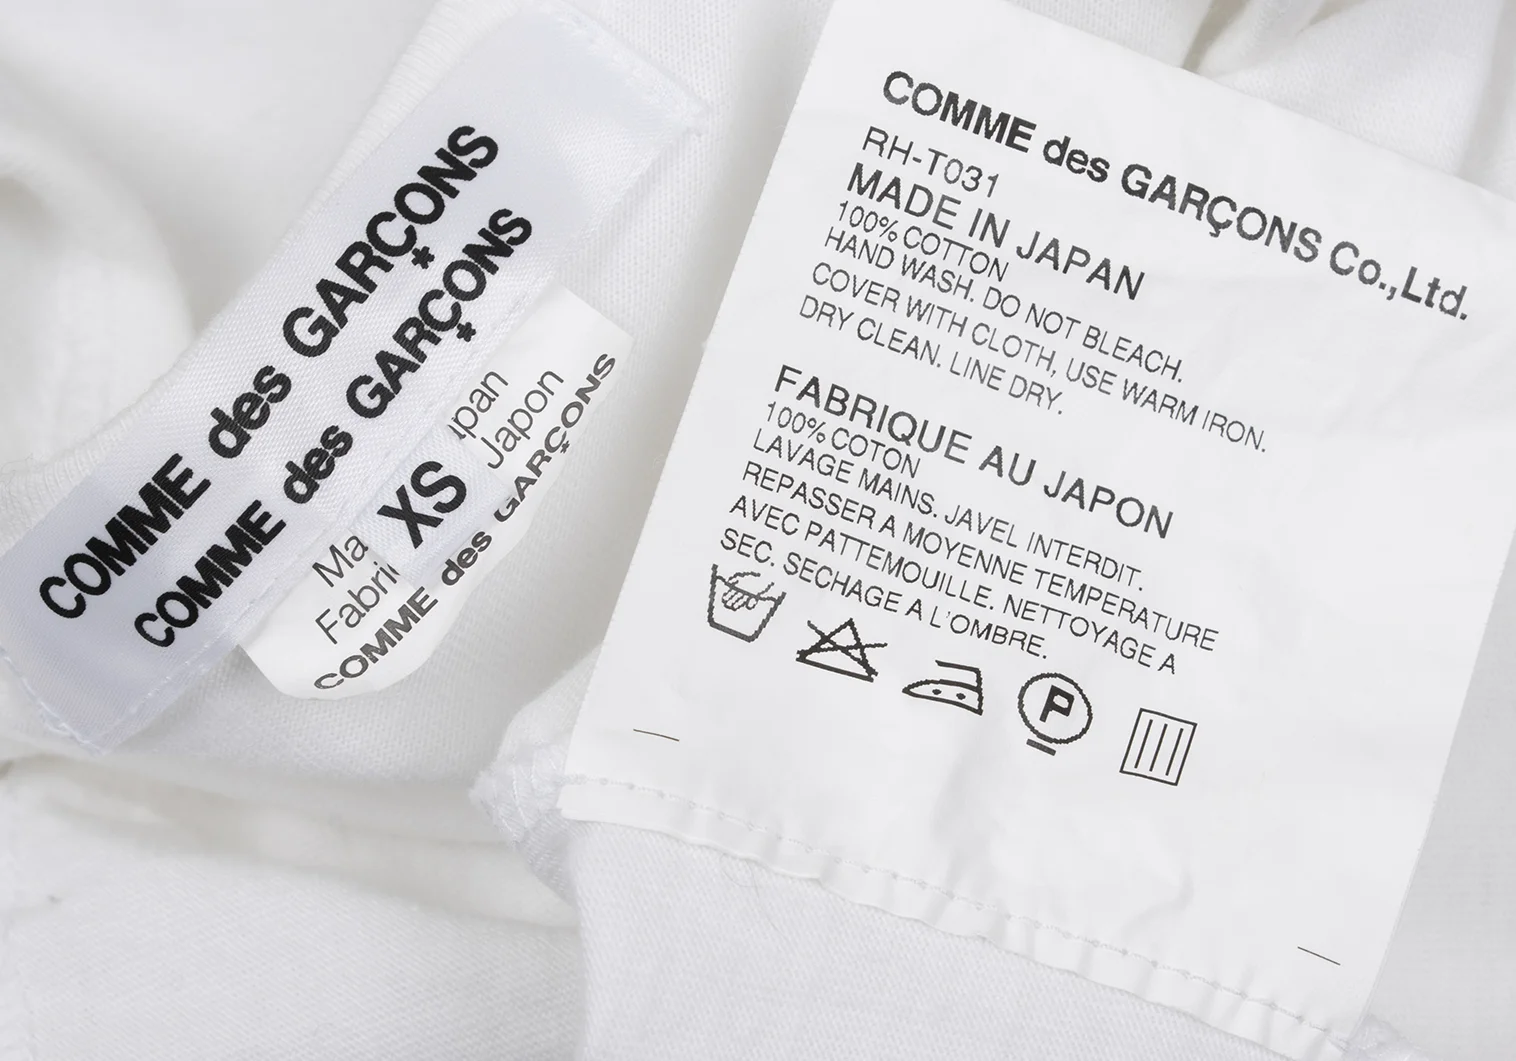 COMME des GARÇONS
COMME des GARÇONS
XS
Japon
COMME des GARÇONS
COMME des GARÇONS Co.,Ltd.
RH-T031
MADE IN JAPAN
100% COTTON
HAND WASH. DO NOT BLEACH.
COVER WITH CLOTH, USE WARM IRON.
DRY CLEAN. LINE DRY.
FABRIQUE AU JAPON
100% COTON
LAVAGE MAINS. JAVEL INTERDIT.
REPASSER A MOYENNE TEMPERATURE
AVEC PATTEMOUILLE. NETTOYAGE A
SEC. SECHAGE A L'OMBRE.
P